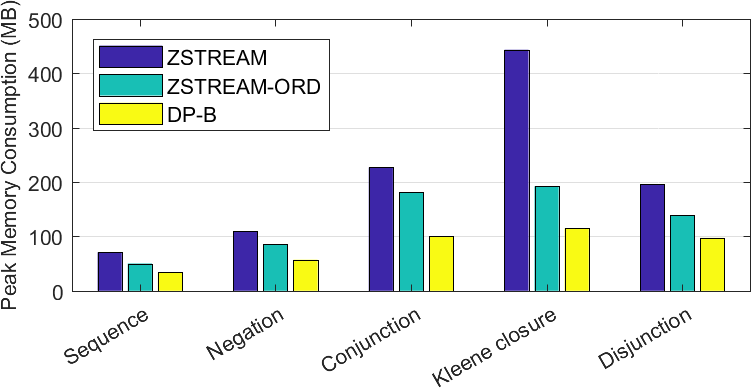 Peak Memory Consumption (MB)
500
400
300
200
100
0
ZSTREAM
ZSTREAM-ORD
DP-B
Sequence
Negation
Conjunction
Kleene closure
Disjunction